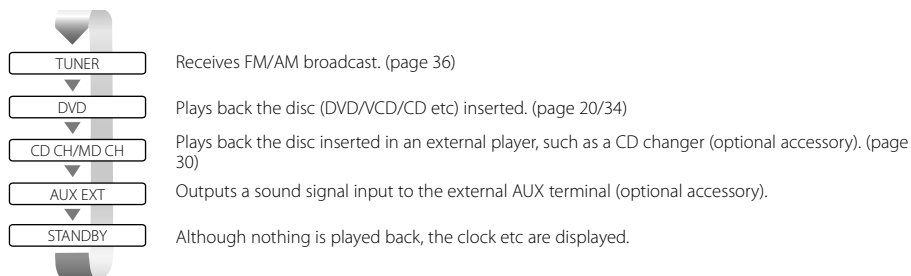 TUNER
Receives FM/AM broadcast. (page 36)
DVD
Plays back the disc (DVD/VCD/CD etc) inserted. (page 20/34)
CD CH/MD CH
Plays back the disc inserted in an external player, such as a CD changer (optional accessory). (page
30)
AUX EXT
Outputs a sound signal input to the external AUX terminal (optional accessory).
STANDBY
Although nothing is played back, the clock etc are displayed.